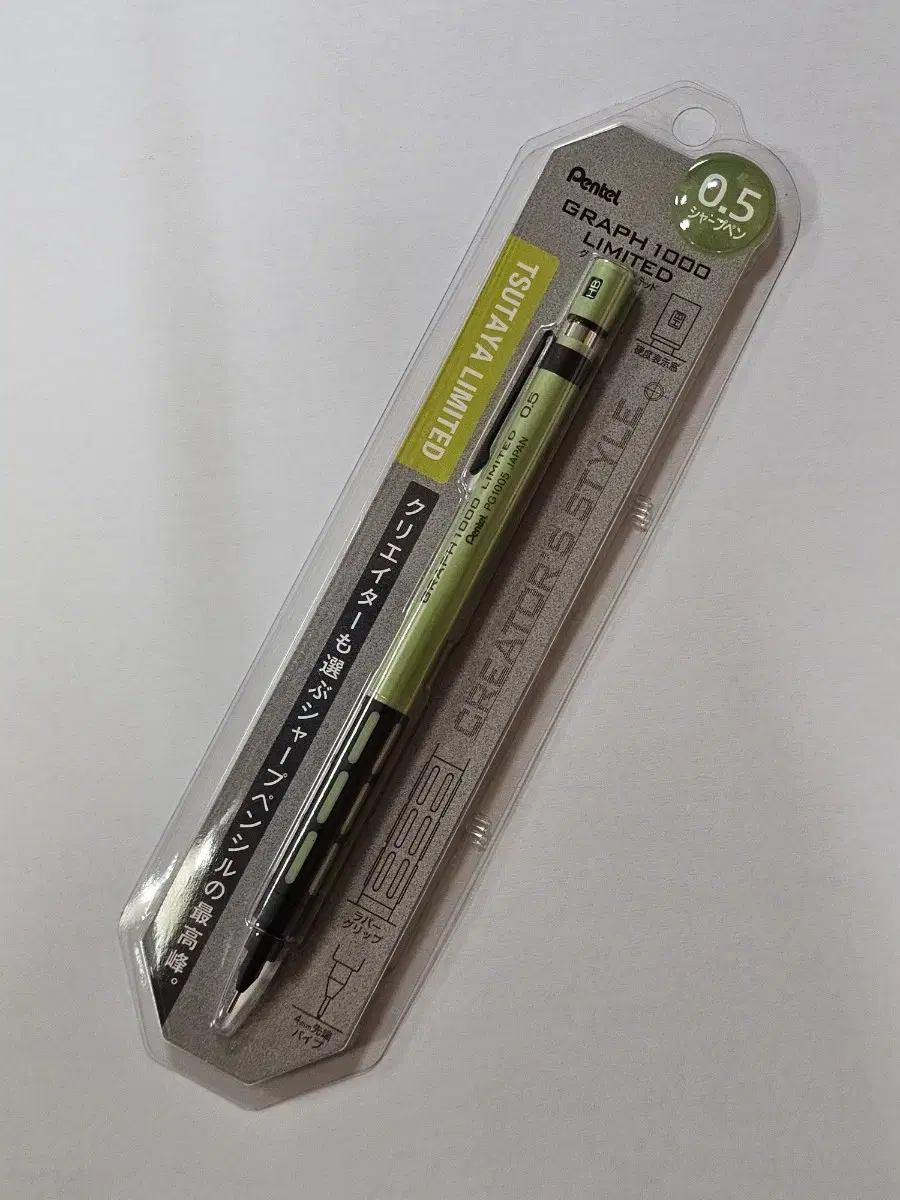 Pentel
GRAPH 1000
LIMITED
0.5
シャープペン
HB
HB
硬度表示窓
TSUTAYA LIMITED
GRAPH 1000 LIMITED 0.5
Pentel PG1005 JAPAN
CREATOR'S STYLE
クリエイターも選ぶシャープペンシルの最高峰。
ラバー
グリップ
4mm先端
パイプ